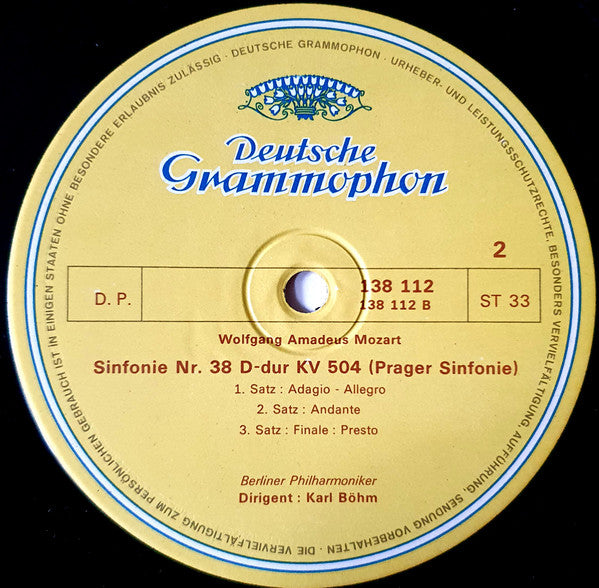 DEUTSCHE GRAMMOPHON · URHEBER- UND LEISTUNGSSCHUTZRECHTE, BESONDERS VERVIELFÄLTIGUNG, AUFFÜHRUNG, SENDUNG VORBEHALTEN · DIE VERVIELFÄLTIGUNG ZUM PERSÖNLICHEN GEBRAUCH IST IN EINIGEN STAATEN OHNE BESONDERE ERLAUBNIS ZULÄSSIG ·
Deutsche
Grammophon
2
D. P.
138 112
138 112 B
ST 33
Wolfgang Amadeus Mozart
Sinfonie Nr. 38 D-dur KV 504 (Prager Sinfonie)
1. Satz : Adagio - Allegro
2. Satz : Andante
3. Satz : Finale : Presto
Berliner Philharmoniker
Dirigent : Karl Böhm